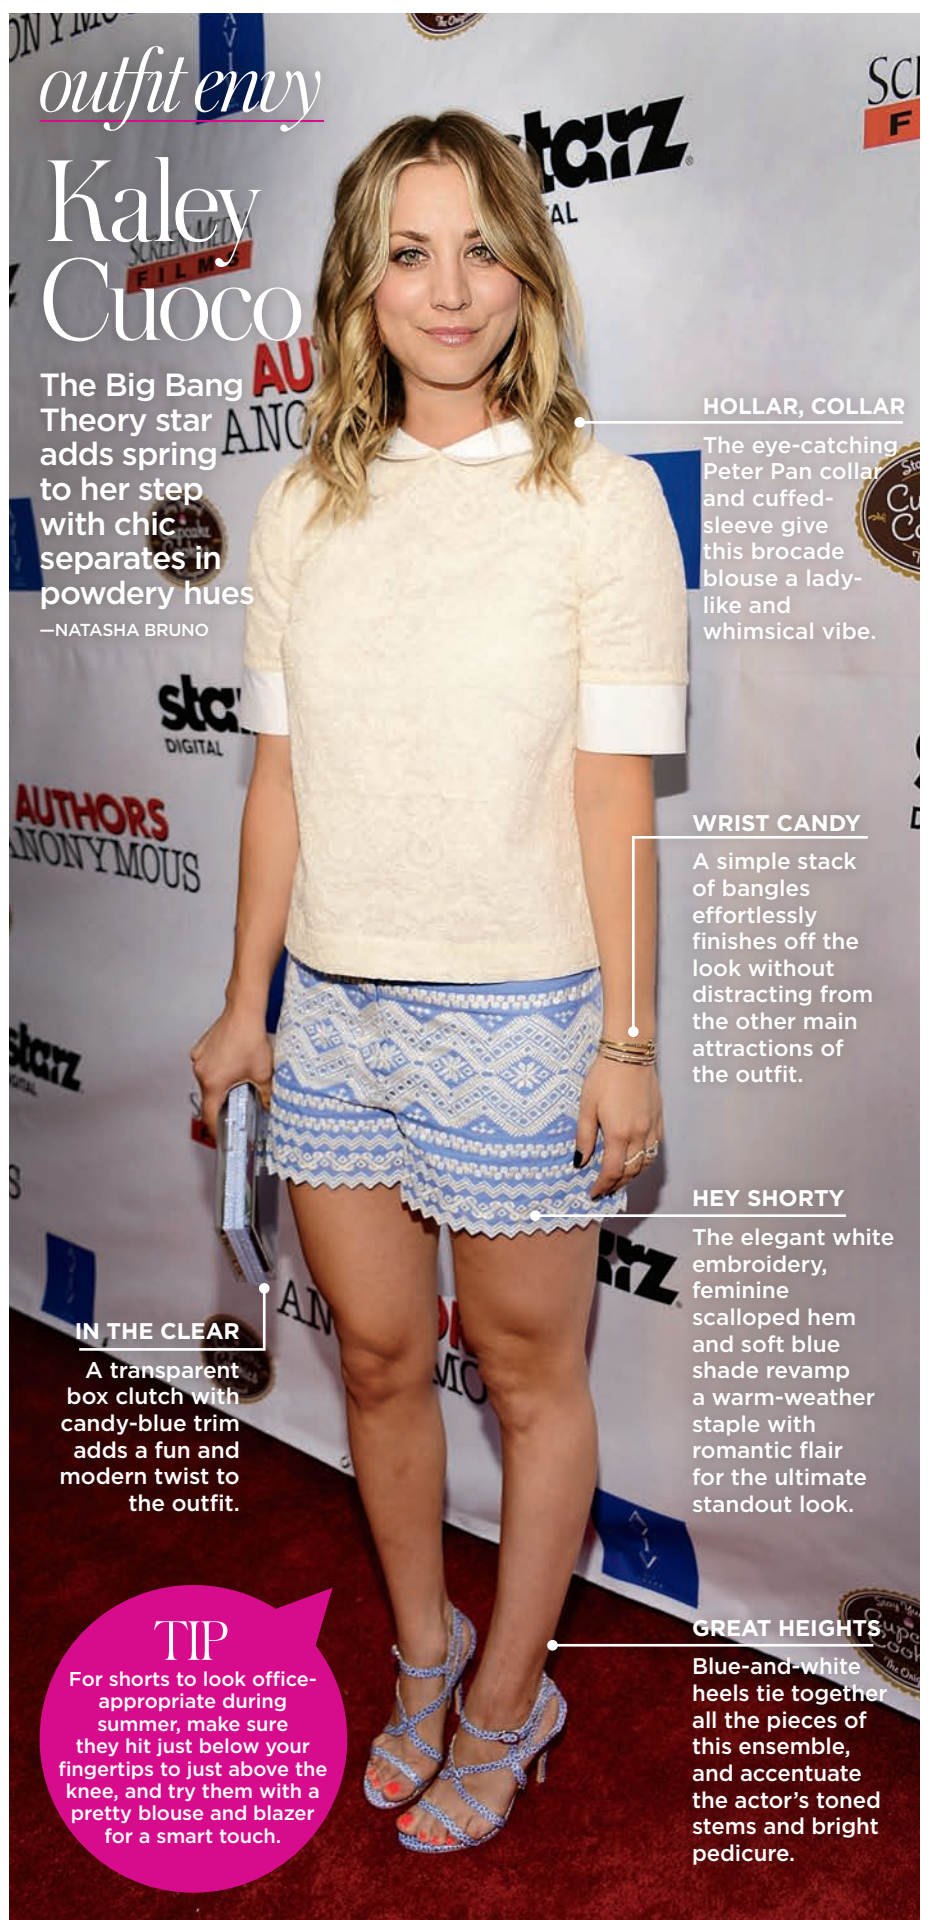 outfit envy
Kaley
Cuoco
The Big Bang
Theory star
adds spring
to her step
with chic
separates in
powdery hues
—NATASHA BRUNO
starz
DIGITAL
SCREEN MEDIA
FILMS
HOLLAR, COLLAR
The eye-catching
Peter Pan collar
and cuffed-
sleeve give
this brocade
blouse a lady-
like and
whimsical vibe.
starz
DIGITAL
AUTHORS
ANONYMOUS
WRIST CANDY
A simple stack
of bangles
effortlessly
finishes off the
look without
distracting from
the other main
attractions of
the outfit.
starz
HEY SHORTY
The elegant white
embroidery,
feminine
scalloped hem
and soft blue
shade revamp
a warm-weather
staple with
romantic flair
for the ultimate
standout look.
IN THE CLEAR
A transparent
box clutch with
candy-blue trim
adds a fun and
modern twist to
the outfit.
TIP
For shorts to look office-
appropriate during
summer, make sure
they hit just below your
fingertips to just above the
knee, and try them with a
pretty blouse and blazer
for a smart touch.
GREAT HEIGHTS
Blue-and-white
heels tie together
all the pieces of
this ensemble,
and accentuate
the actor's toned
stems and bright
pedicure.